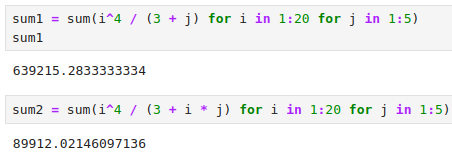 sum1 = sum(i^4 / (3 + j) for i in 1:20 for j in 1:5)
sum1
639215.2833333334
sum2 = sum(i^4 / (3 + i * j) for i in 1:20 for j in 1:5)
89912.02146097136